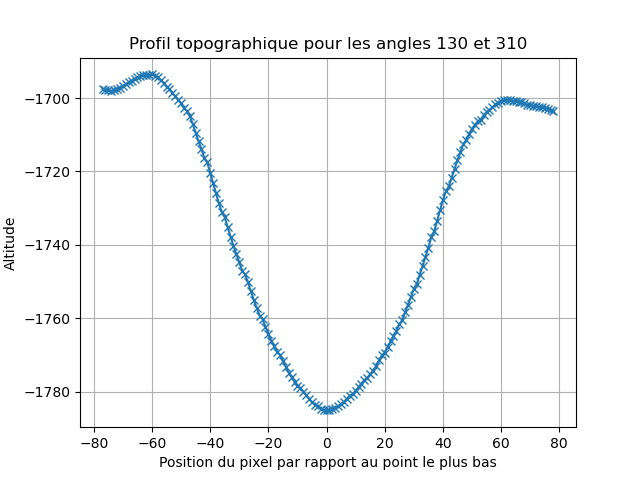 Profil topographique pour les angles 130 et 310
Altitude
−1700
−1720
−1740
−1760
−1780
−80 −60 −40 −20 0 20 40 60 80
Position du pixel par rapport au point le plus bas